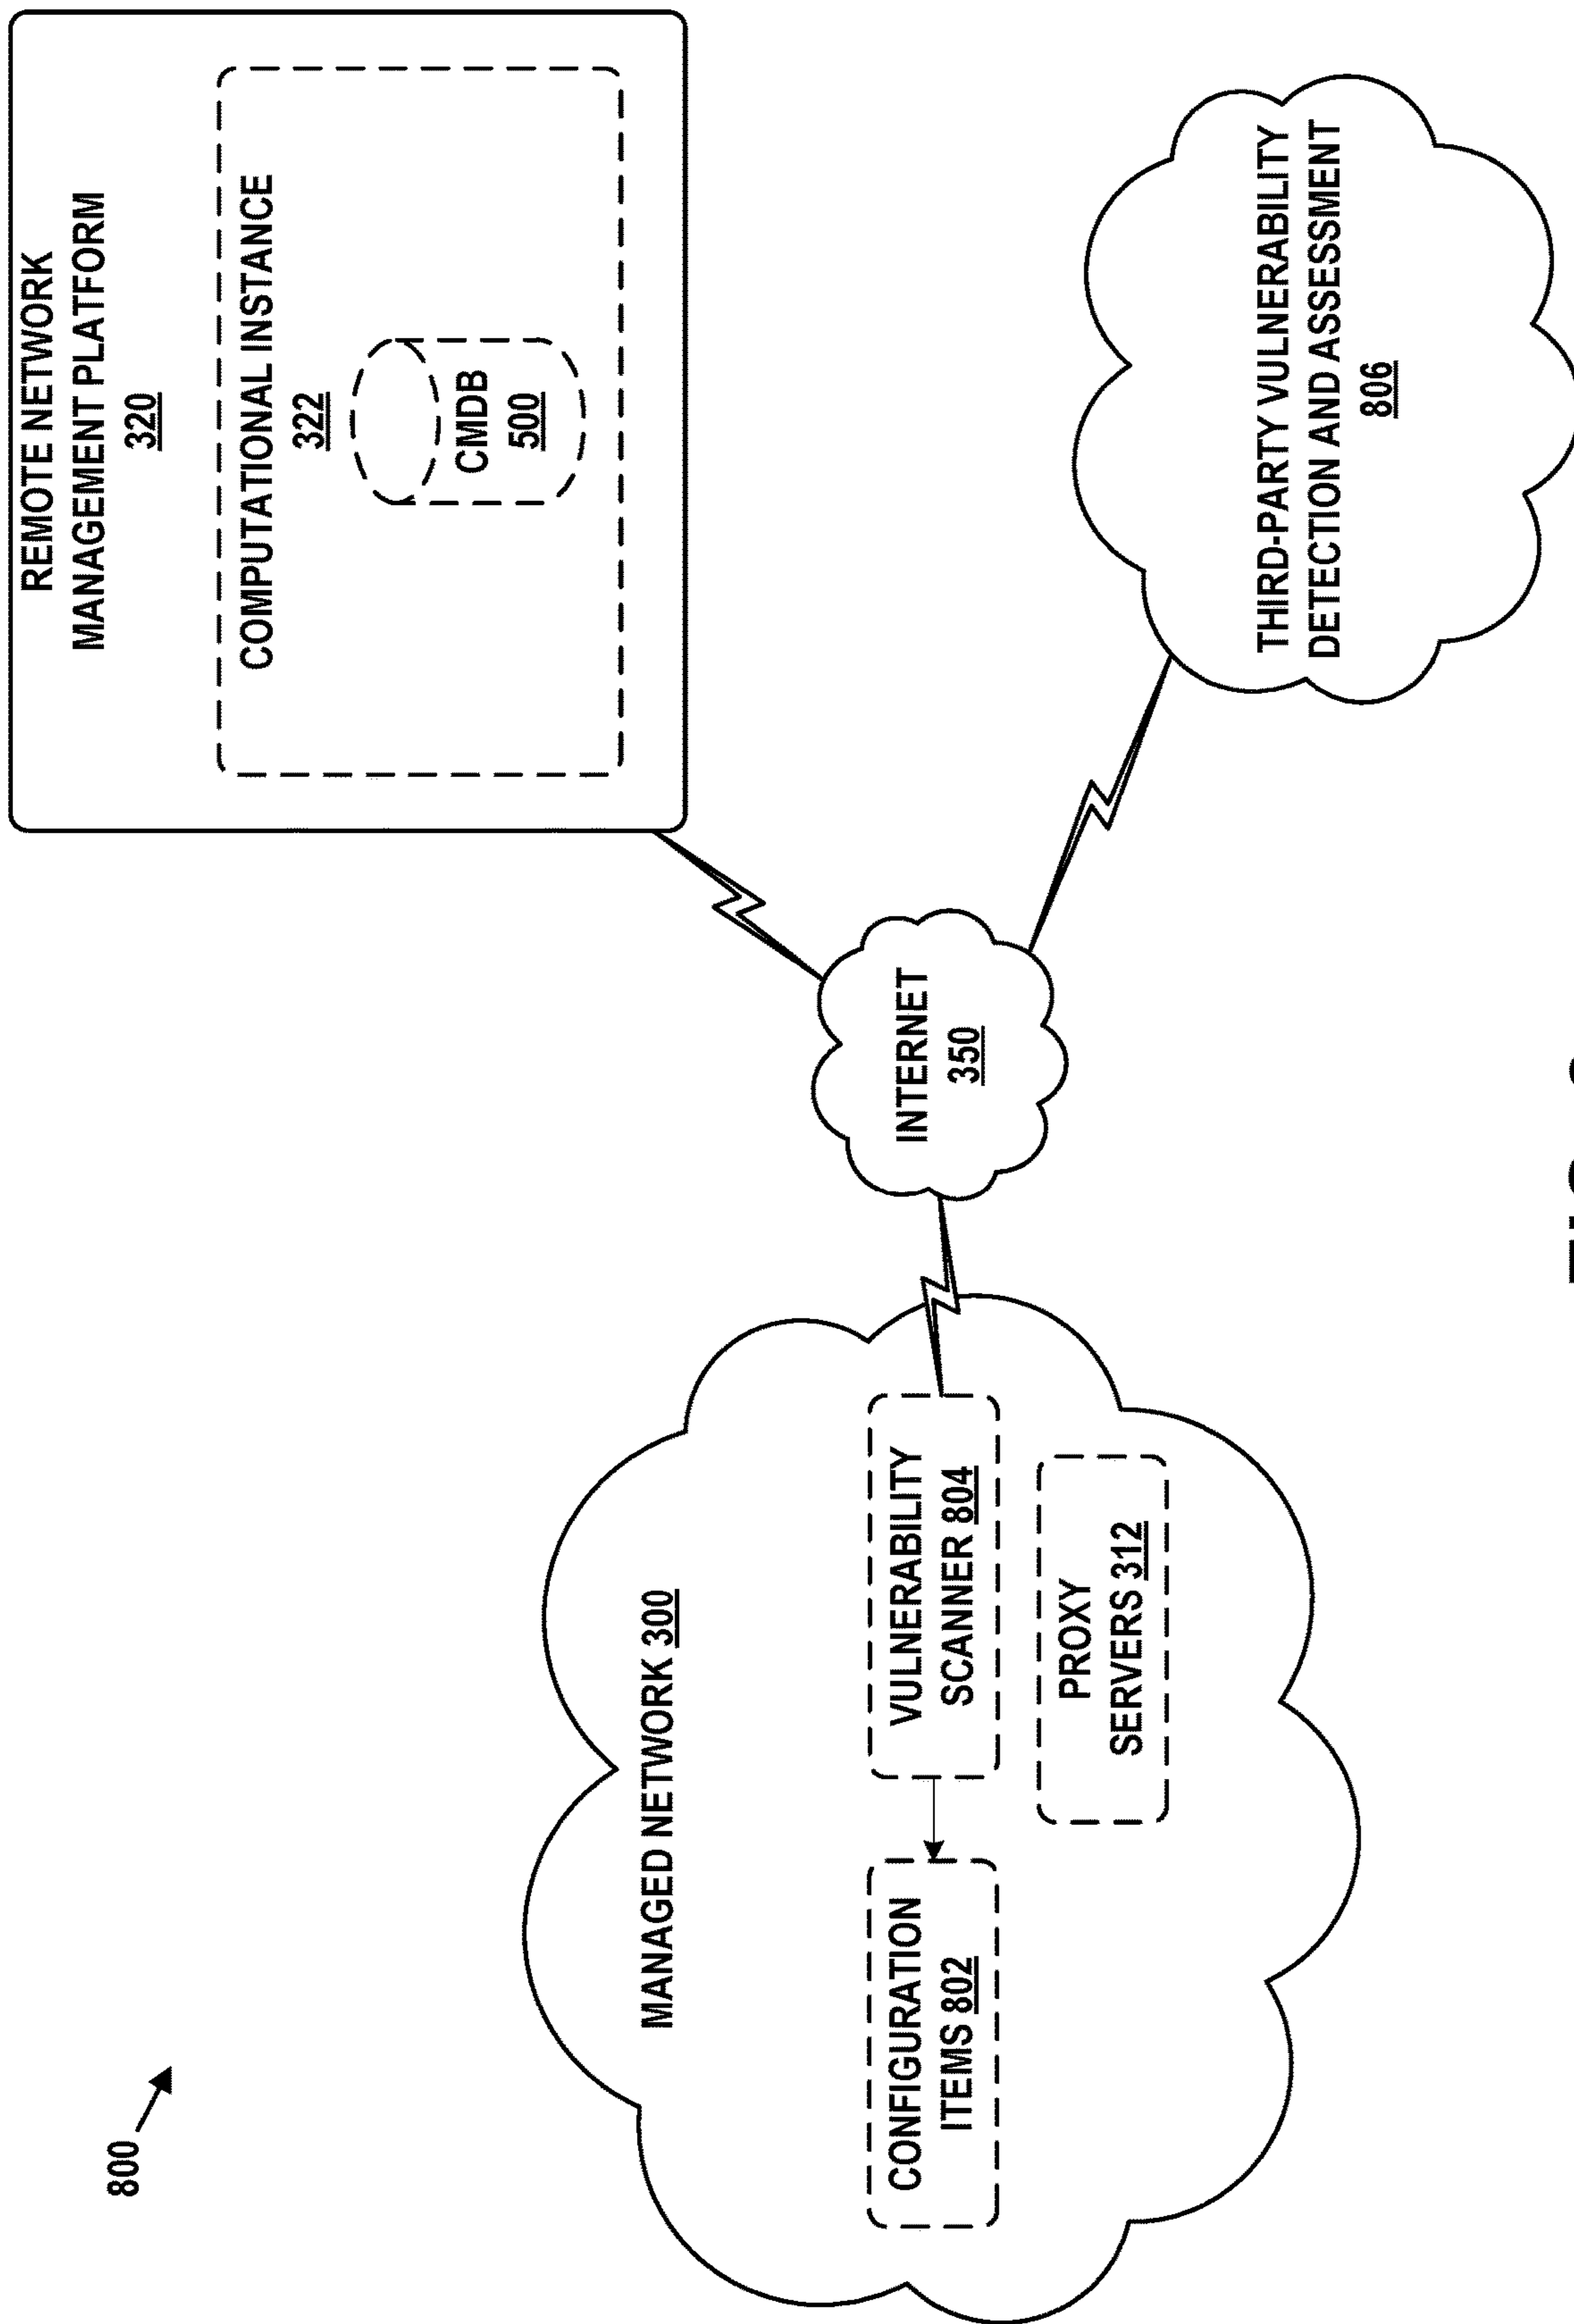 800
MANAGED NETWORK 300
CONFIGURATION
ITEMS 802
VULNERABILITY
SCANNER 804
PROXY
SERVERS 312
INTERNET
350
REMOTE NETWORK
MANAGEMENT PLATFORM
320
COMPUTATIONAL INSTANCE
322
CMDB
500
THIRD-PARTY VULNERABILITY
DETECTION AND ASSESSMENT
806